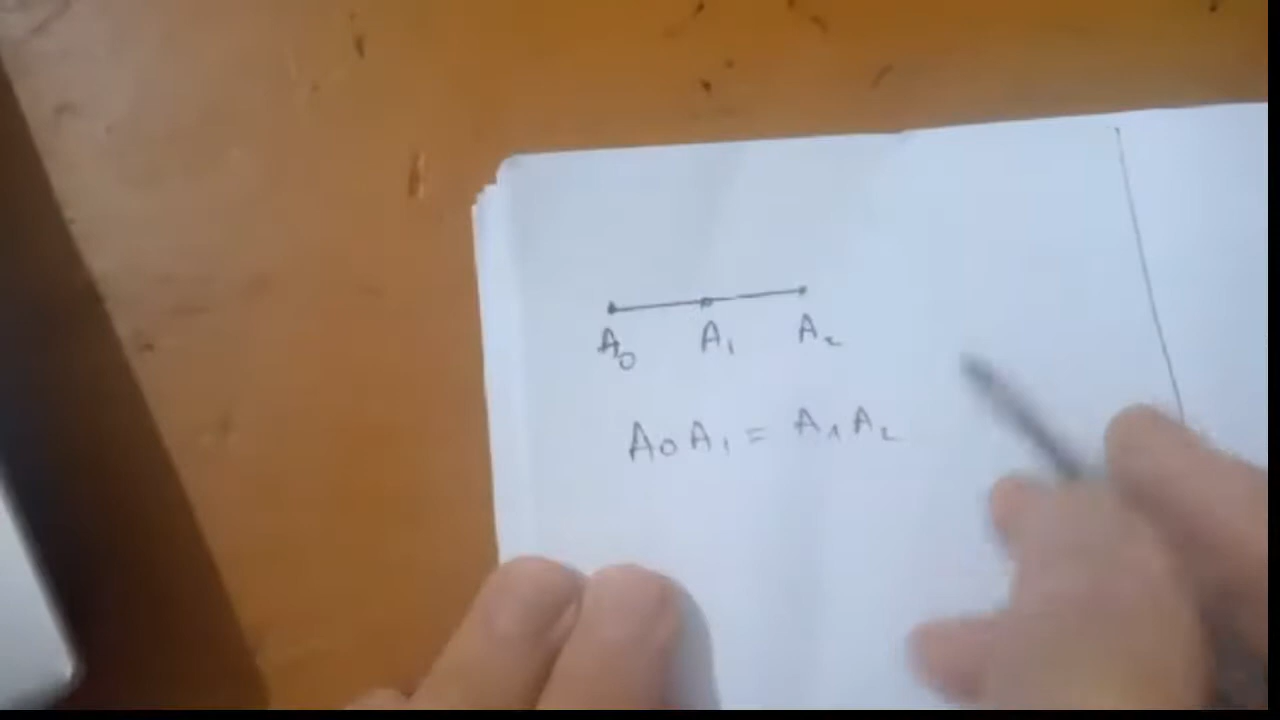 A₀ A₁ A₂
A₀A₁ = A₁A₂